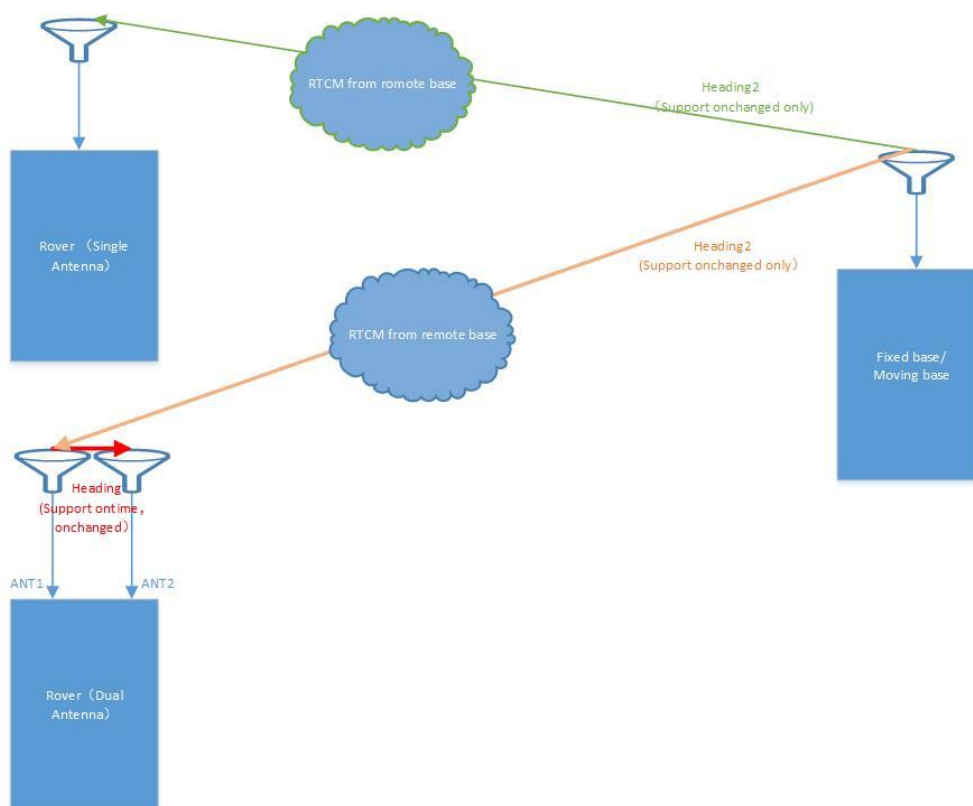 RTCM from romote base
Heading2
（Support onchanged only)
Rover （Single
Antenna）
Heading2
(Support onchanged only）
RTCM from remote base
Fixed base/
Moving base
Heading
(Support ontime，
onchanged）
ANT1
ANT2
Rover（Dual
Antenna）